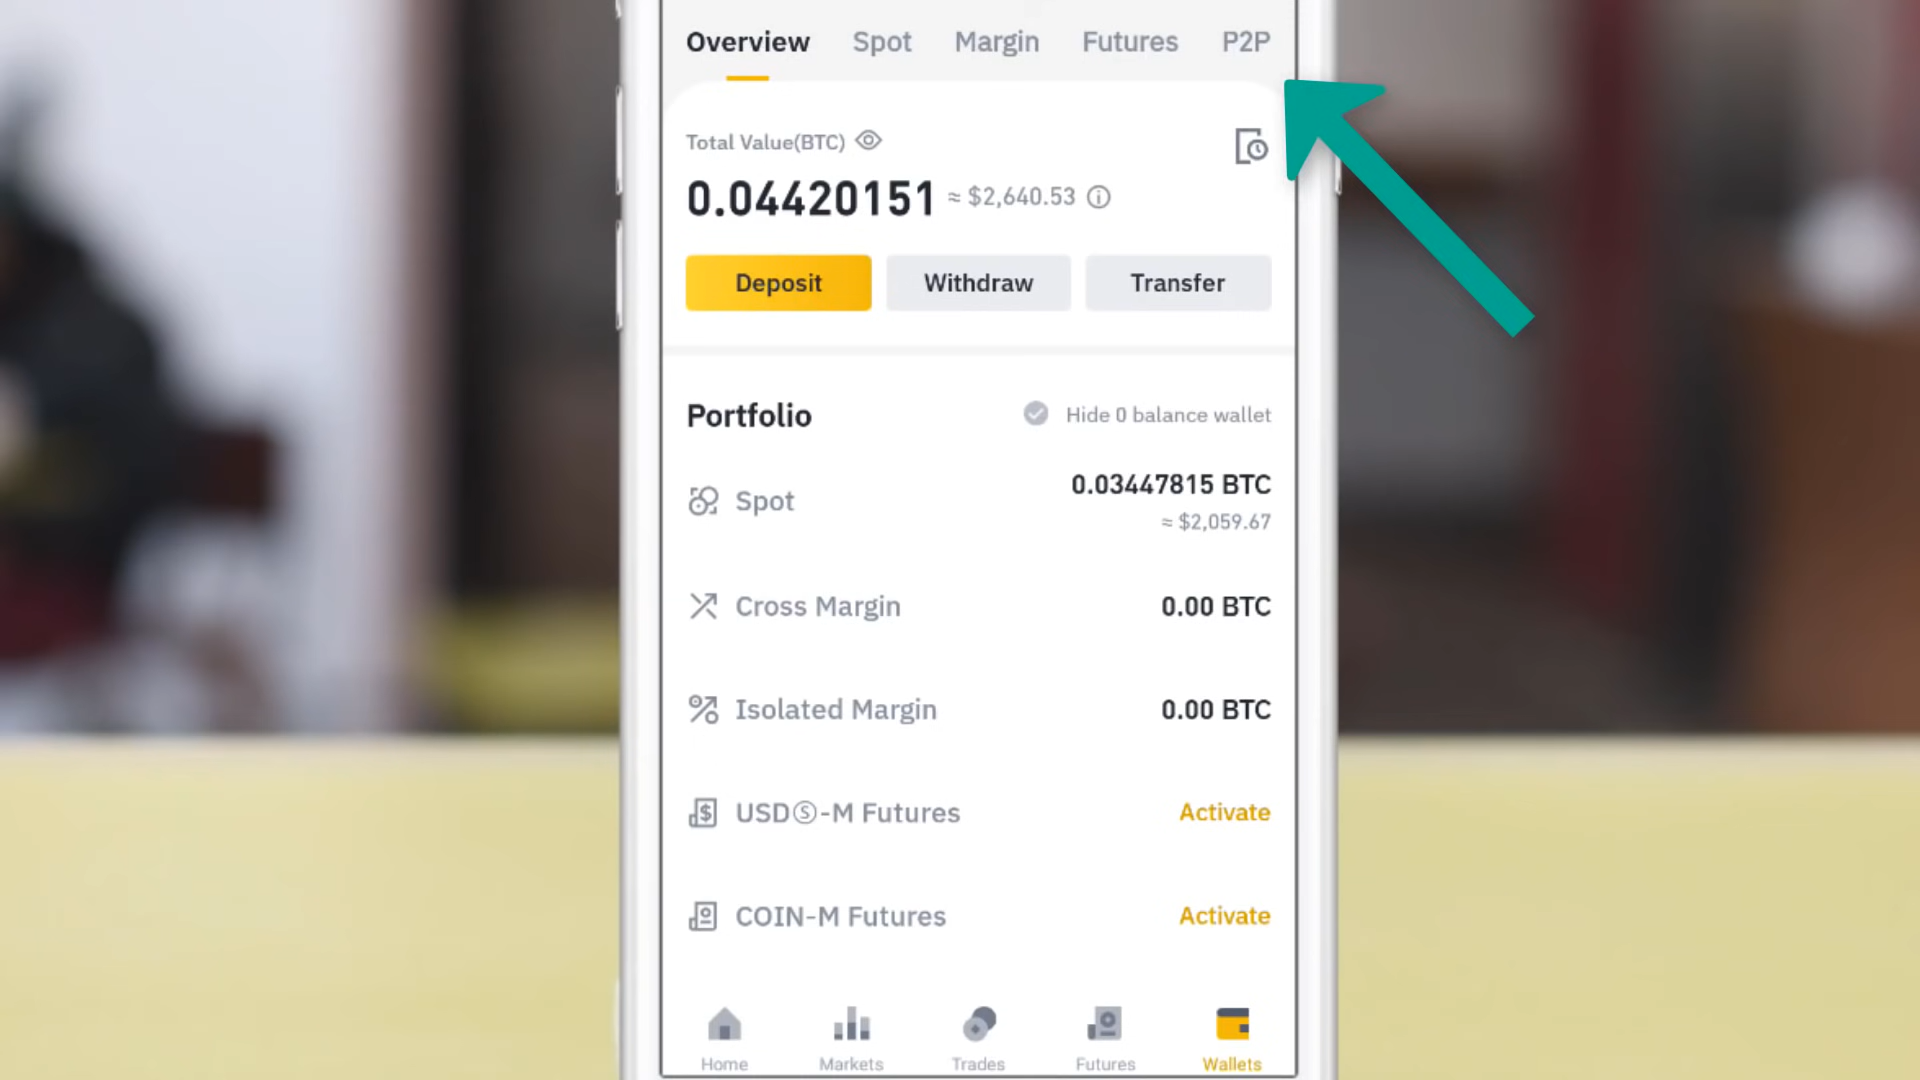 Overview Spot Margin Futures P2P
Total Value(BTC)
0.04420151 ≈ $2,640.53
Deposit Withdraw Transfer
Portfolio Hide 0 balance wallet
Spot 0.03447815 BTC
≈ $2,059.67
Cross Margin 0.00 BTC
Isolated Margin 0.00 BTC
USDⓈ-M Futures Activate
COIN-M Futures Activate
Home Markets Trades Futures Wallets